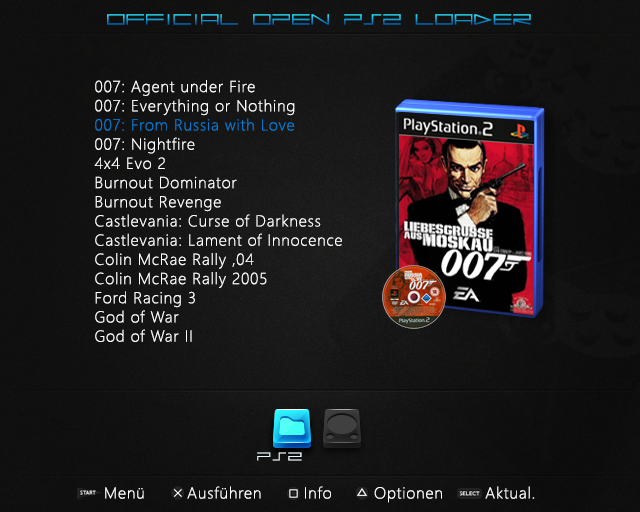 OFFICIAL OPEN PS2 LOADER
007: Agent under Fire
007: Everything or Nothing
007: From Russia with Love
007: Nightfire
4x4 Evo 2
Burnout Dominator
Burnout Revenge
Castlevania: Curse of Darkness
Castlevania: Lament of Innocence
Colin McRae Rally ,04
Colin McRae Rally 2005
Ford Racing 3
God of War
God of War II
PlayStation.2
LIEBESGRÜSSE
AUS MOSKAU
007
EA
007
PlayStation 2
PS2
START Menü
Ausführen
Info
Optionen
SELECT Aktual.